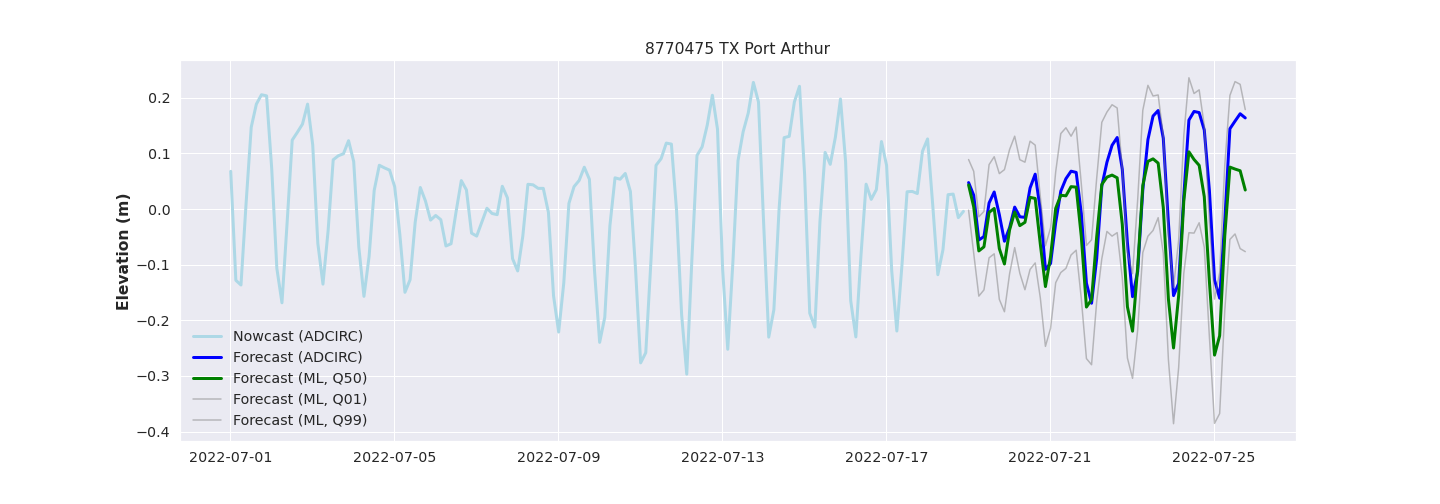 8770475 TX Port Arthur
Elevation (m)
0.2
0.1
0.0
−0.1
−0.2
−0.3
−0.4
Nowcast (ADCIRC)
Forecast (ADCIRC)
Forecast (ML, Q50)
Forecast (ML, Q01)
Forecast (ML, Q99)
2022-07-01 2022-07-05 2022-07-09 2022-07-13 2022-07-17 2022-07-21 2022-07-25